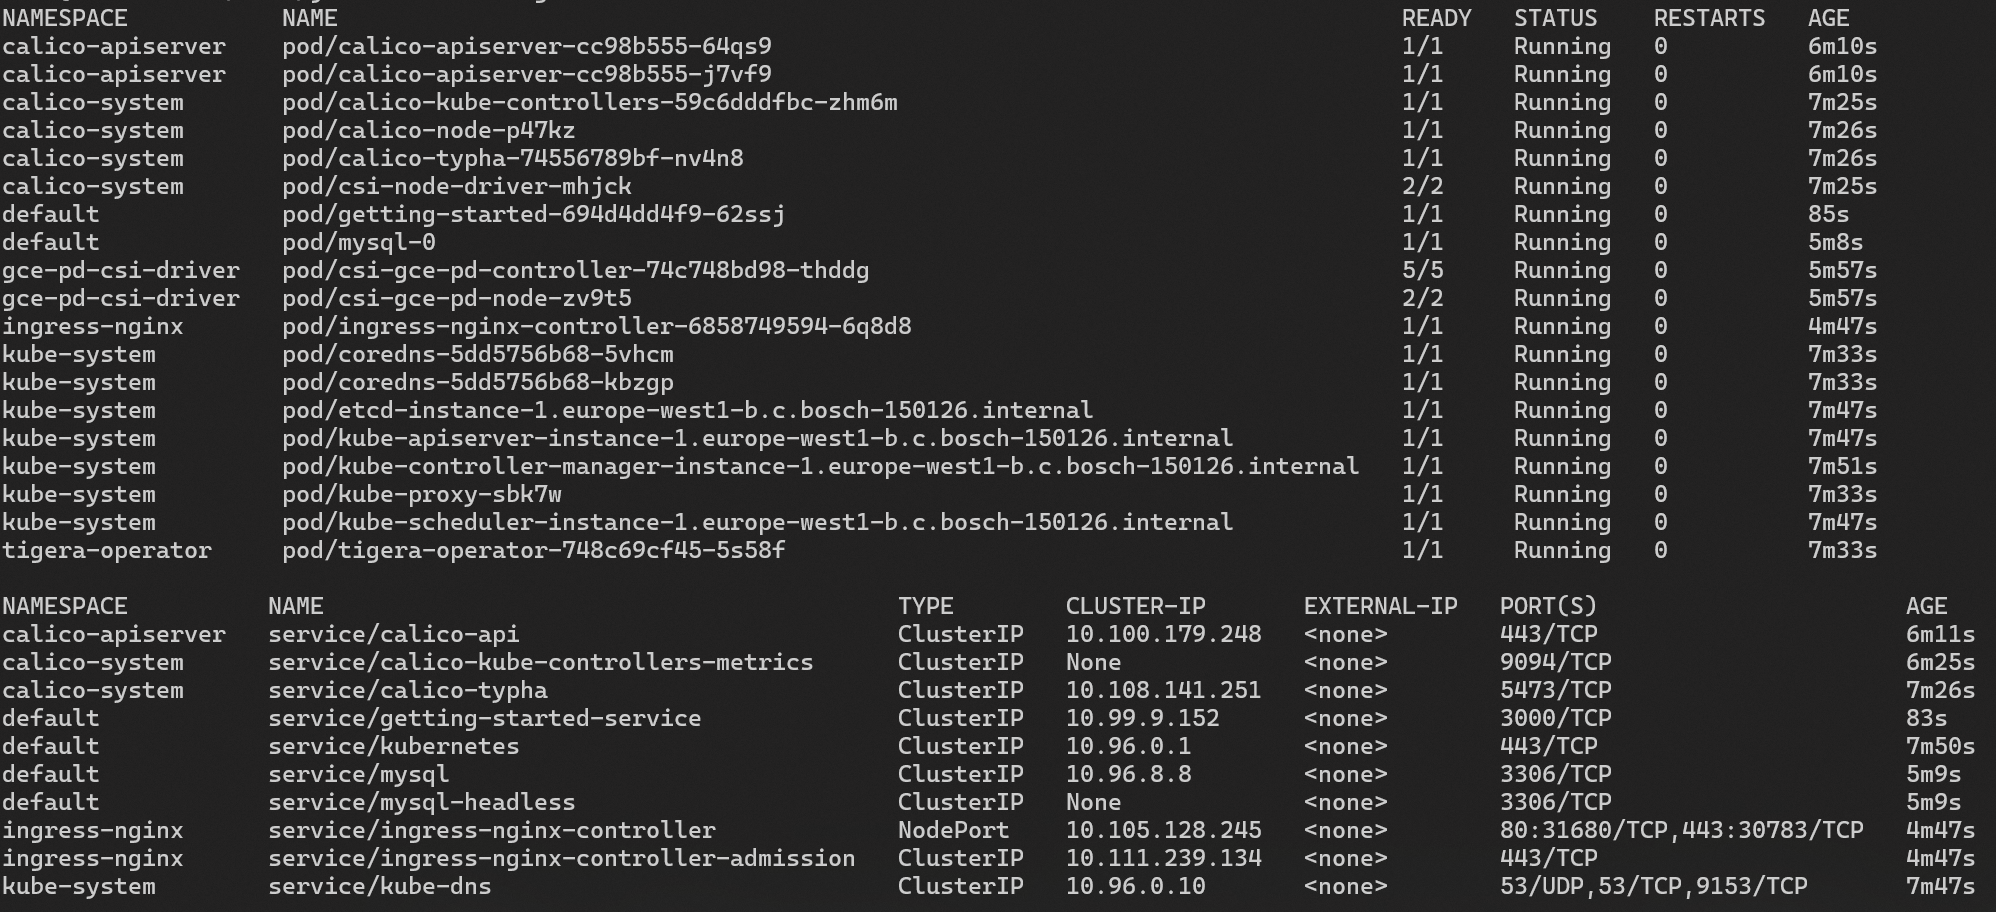 NAMESPACE NAME READY STATUS RESTARTS AGE
calico-apiserver pod/calico-apiserver-cc98b555-64qs9 1/1 Running 0 6m10s
calico-apiserver pod/calico-apiserver-cc98b555-j7vf9 1/1 Running 0 6m10s
calico-system pod/calico-kube-controllers-59c6dddfbc-zhm6m 1/1 Running 0 7m25s
calico-system pod/calico-node-p47kz 1/1 Running 0 7m26s
calico-system pod/calico-typha-74556789bf-nv4n8 1/1 Running 0 7m26s
calico-system pod/csi-node-driver-mhjck 2/2 Running 0 7m25s
default pod/getting-started-694d4dd4f9-62ssj 1/1 Running 0 85s
default pod/mysql-0 1/1 Running 0 5m8s
gce-pd-csi-driver pod/csi-gce-pd-controller-74c748bd98-thddg 5/5 Running 0 5m57s
gce-pd-csi-driver pod/csi-gce-pd-node-zv9t5 2/2 Running 0 5m57s
ingress-nginx pod/ingress-nginx-controller-6858749594-6q8d8 1/1 Running 0 4m47s
kube-system pod/coredns-5dd5756b68-5vhcm 1/1 Running 0 7m33s
kube-system pod/coredns-5dd5756b68-kbzgp 1/1 Running 0 7m33s
kube-system pod/etcd-instance-1.europe-west1-b.c.bosch-150126.internal 1/1 Running 0 7m47s
kube-system pod/kube-apiserver-instance-1.europe-west1-b.c.bosch-150126.internal 1/1 Running 0 7m47s
kube-system pod/kube-controller-manager-instance-1.europe-west1-b.c.bosch-150126.internal 1/1 Running 0 7m51s
kube-system pod/kube-proxy-sbk7w 1/1 Running 0 7m33s
kube-system pod/kube-scheduler-instance-1.europe-west1-b.c.bosch-150126.internal 1/1 Running 0 7m47s
tigera-operator pod/tigera-operator-748c69cf45-5s58f 1/1 Running 0 7m33s
NAMESPACE NAME TYPE CLUSTER-IP EXTERNAL-IP PORT(S) AGE
calico-apiserver service/calico-api ClusterIP 10.100.179.248 <none> 443/TCP 6m11s
calico-system service/calico-kube-controllers-metrics ClusterIP None <none> 9094/TCP 6m25s
calico-system service/calico-typha ClusterIP 10.108.141.251 <none> 5473/TCP 7m26s
default service/getting-started-service ClusterIP 10.99.9.152 <none> 3000/TCP 83s
default service/kubernetes ClusterIP 10.96.0.1 <none> 443/TCP 7m50s
default service/mysql ClusterIP 10.96.8.8 <none> 3306/TCP 5m9s
default service/mysql-headless ClusterIP None <none> 3306/TCP 5m9s
ingress-nginx service/ingress-nginx-controller NodePort 10.105.128.245 <none> 80:31680/TCP,443:30783/TCP 4m47s
ingress-nginx service/ingress-nginx-controller-admission ClusterIP 10.111.239.134 <none> 443/TCP 4m47s
kube-system service/kube-dns ClusterIP 10.96.0.10 <none> 53/UDP,53/TCP,9153/TCP 7m47s